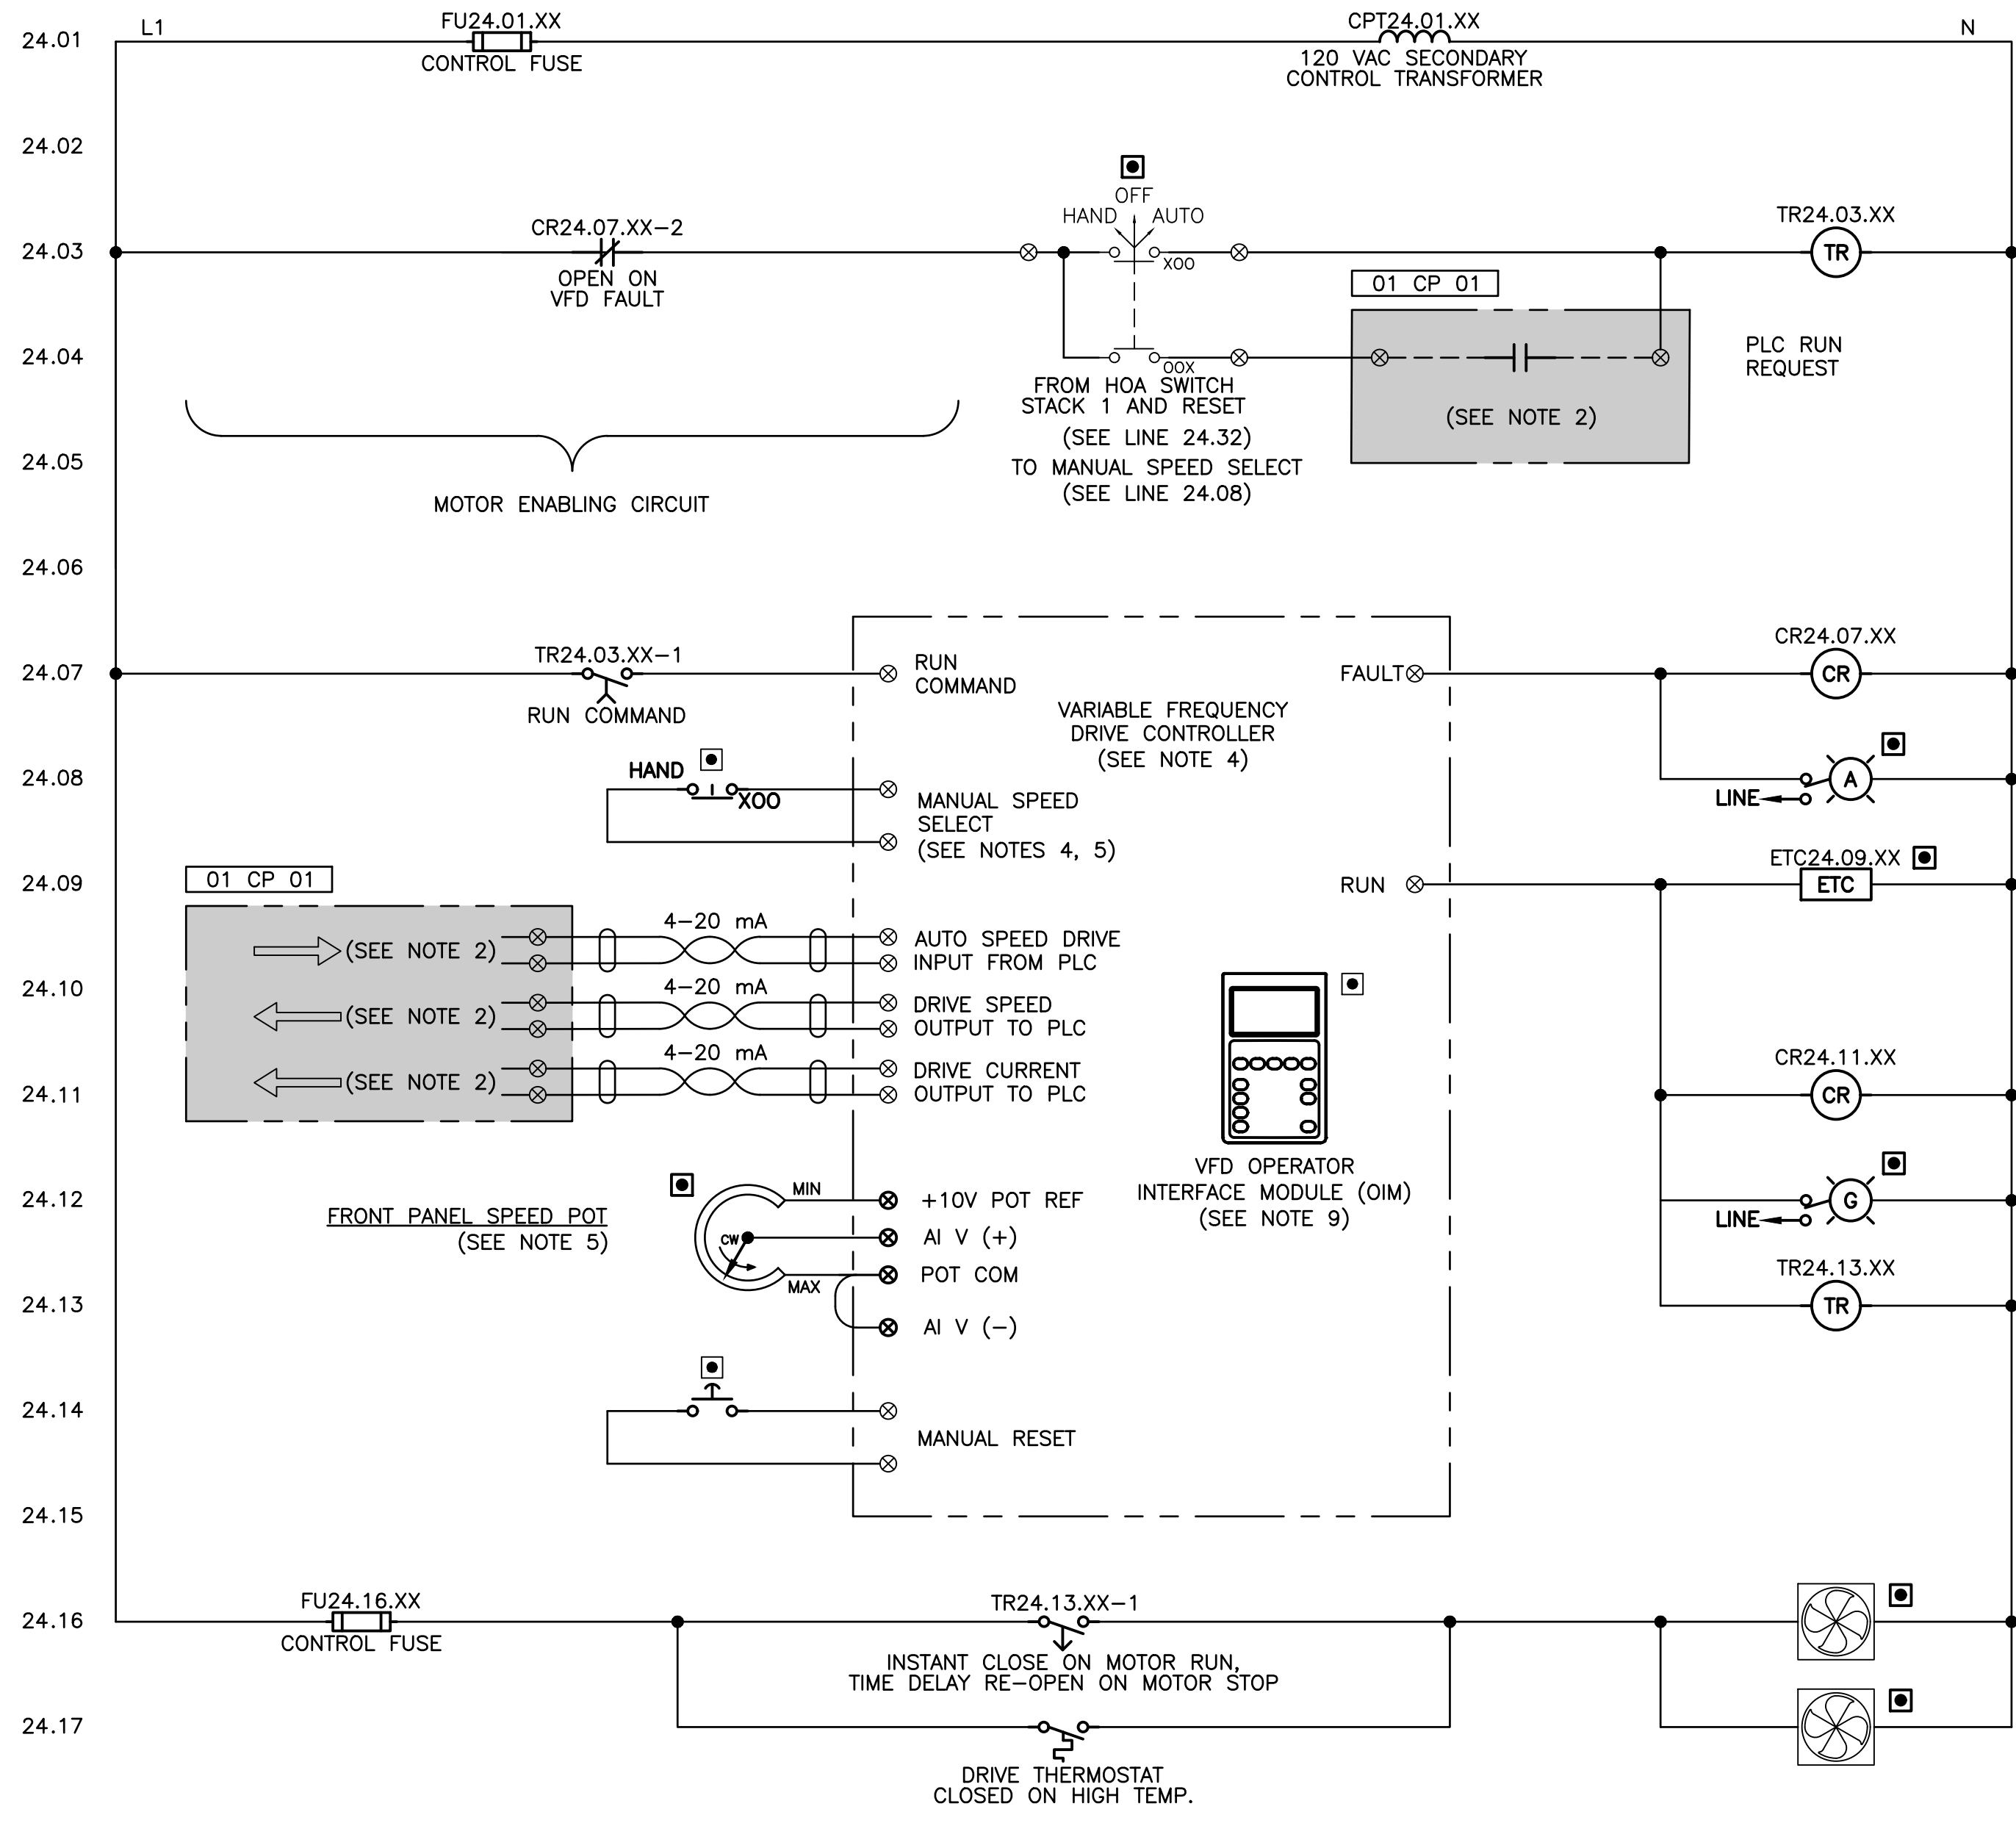 24.01
L1
FU24.01.XX
CONTROL FUSE
CPT24.01.XX
120 VAC SECONDARY
CONTROL TRANSFORMER
N
24.02
OFF
HAND
AUTO
24.03
CR24.07.XX-2
OPEN ON
VFD FAULT
XOO
TR24.03.XX
TR
01 CP 01
24.04
OOX
FROM HOA SWITCH
STACK 1 AND RESET
(SEE LINE 24.32)
TO MANUAL SPEED SELECT
(SEE LINE 24.08)
(SEE NOTE 2)
PLC RUN
REQUEST
24.05
MOTOR ENABLING CIRCUIT
24.06
24.07
TR24.03.XX-1
RUN COMMAND
RUN
COMMAND
FAULT
VARIABLE FREQUENCY
DRIVE CONTROLLER
(SEE NOTE 4)
CR24.07.XX
CR
24.08
HAND
XOO
MANUAL SPEED
SELECT
(SEE NOTES 4, 5)
LINE
A
24.09
01 CP 01
RUN
ETC24.09.XX
ETC
(SEE NOTE 2)
4-20 mA
AUTO SPEED DRIVE
INPUT FROM PLC
24.10
(SEE NOTE 2)
4-20 mA
DRIVE SPEED
OUTPUT TO PLC
24.11
(SEE NOTE 2)
4-20 mA
DRIVE CURRENT
OUTPUT TO PLC
CR24.11.XX
CR
VFD OPERATOR
INTERFACE MODULE (OIM)
(SEE NOTE 9)
24.12
FRONT PANEL SPEED POT
(SEE NOTE 5)
MIN
CW
MAX
+10V POT REF
AI V (+)
POT COM
AI V (-)
LINE
G
24.13
TR24.13.XX
TR
24.14
MANUAL RESET
24.15
24.16
FU24.16.XX
CONTROL FUSE
TR24.13.XX-1
INSTANT CLOSE ON MOTOR RUN,
TIME DELAY RE-OPEN ON MOTOR STOP
24.17
DRIVE THERMOSTAT
CLOSED ON HIGH TEMP.